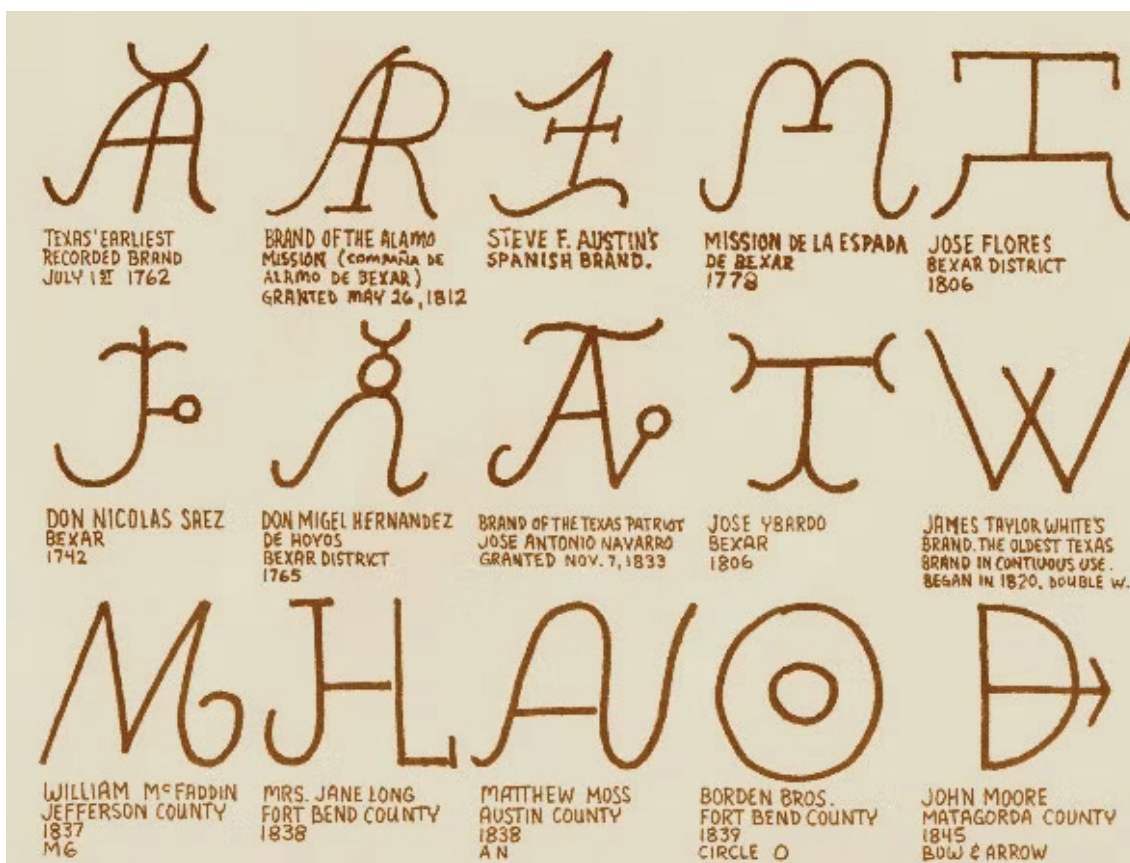 TEXAS' EARLIEST
RECORDED BRAND
JULY 1ST 1762
BRAND OF THE ALAMO
MISSION (COMPAÑA DE
ALAMO DE BEXAR)
GRANTED MAY 26, 1812
STEVE F. AUSTIN'S
SPANISH BRAND.
MISSION DE LA ESPADA
DE BEXAR
1778
JOSE FLORES
BEXAR DISTRICT
1806
DON NICOLAS SAEZ
BEXAR
1742
DON MIGEL HERNANDEZ
DE HOYOS
BEXAR DISTRICT
1765
BRAND OF THE TEXAS PATRIOT
JOSE ANTONIO NAVARRO
GRANTED NOV. 7, 1833
JOSE YBARDO
BEXAR
1806
JAMES TAYLOR WHITE'S
BRAND. THE OLDEST TEXAS
BRAND IN CONTIUOUS USE.
BEGAN IN 1820. DOUBLE W.
WILLIAM McFADDIN
JEFFERSON COUNTY
1837
M6
MRS. JANE LONG
FORT BEND COUNTY
1838
MATTHEW MOSS
AUSTIN COUNTY
1838
A N
BORDEN BROS.
FORT BEND COUNTY
1839
CIRCLE O
JOHN MOORE
MATAGORDA COUNTY
1845
BOW & ARROW